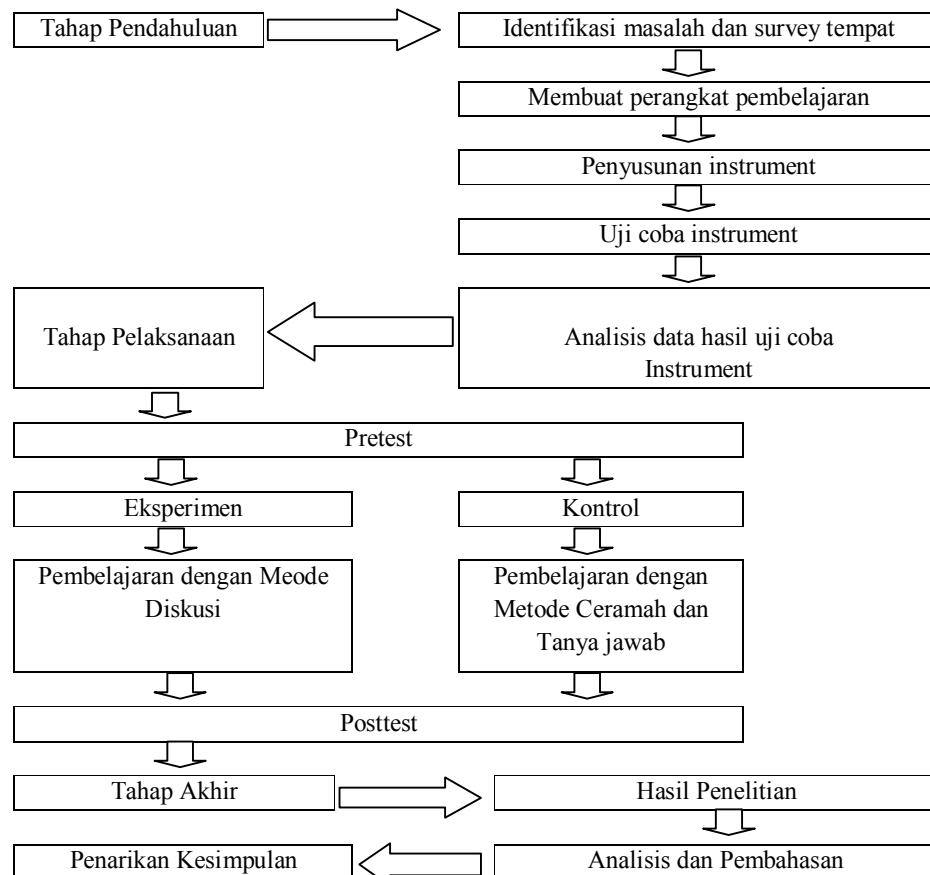 Tahap Pendahuluan
Identifikasi masalah dan survey tempat
Membuat perangkat pembelajaran
Penyusunan instrument
Uji coba instrument
Tahap Pelaksanaan
Analisis data hasil uji coba
Instrument
Pretest
Eksperimen
Kontrol
Pembelajaran dengan Meode
Diskusi
Pembelajaran dengan
Metode Ceramah dan
Tanya jawab
Posttest
Tahap Akhir
Hasil Penelitian
Penarikan Kesimpulan
Analisis dan Pembahasan